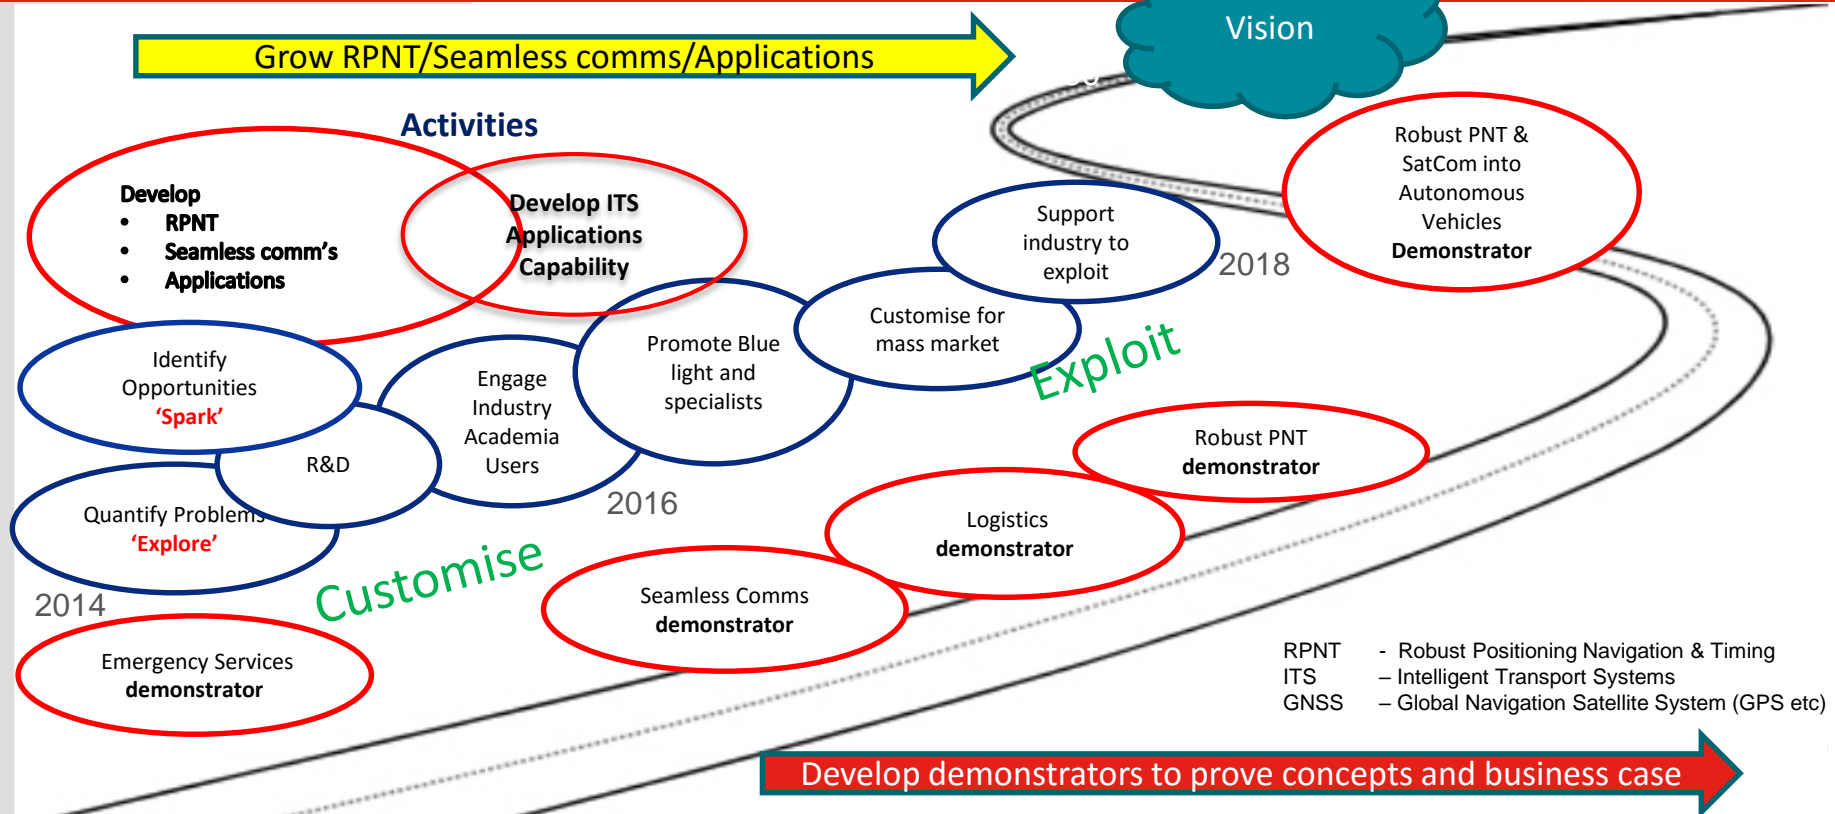 Vision
Grow RPNT/Seamless comms/Applications
Activities
Develop
• RPNT
• Seamless comm's
• Applications
Develop ITS
Applications
Capability
Robust PNT &
SatCom into
Autonomous
Vehicles
Demonstrator
Support
industry to
exploit
2018
Customise for
mass market
Exploit
Promote Blue
light and
specialists
Identify
Opportunities
‘Spark’
Engage
Industry
Academia
Users
R&D
2016
Quantify Problems
‘Explore’
Customise
2014
Robust PNT
demonstrator
Logistics
demonstrator
Seamless Comms
demonstrator
Emergency Services
demonstrator
RPNT - Robust Positioning Navigation & Timing
ITS – Intelligent Transport Systems
GNSS – Global Navigation Satellite System (GPS etc)
Develop demonstrators to prove concepts and business case